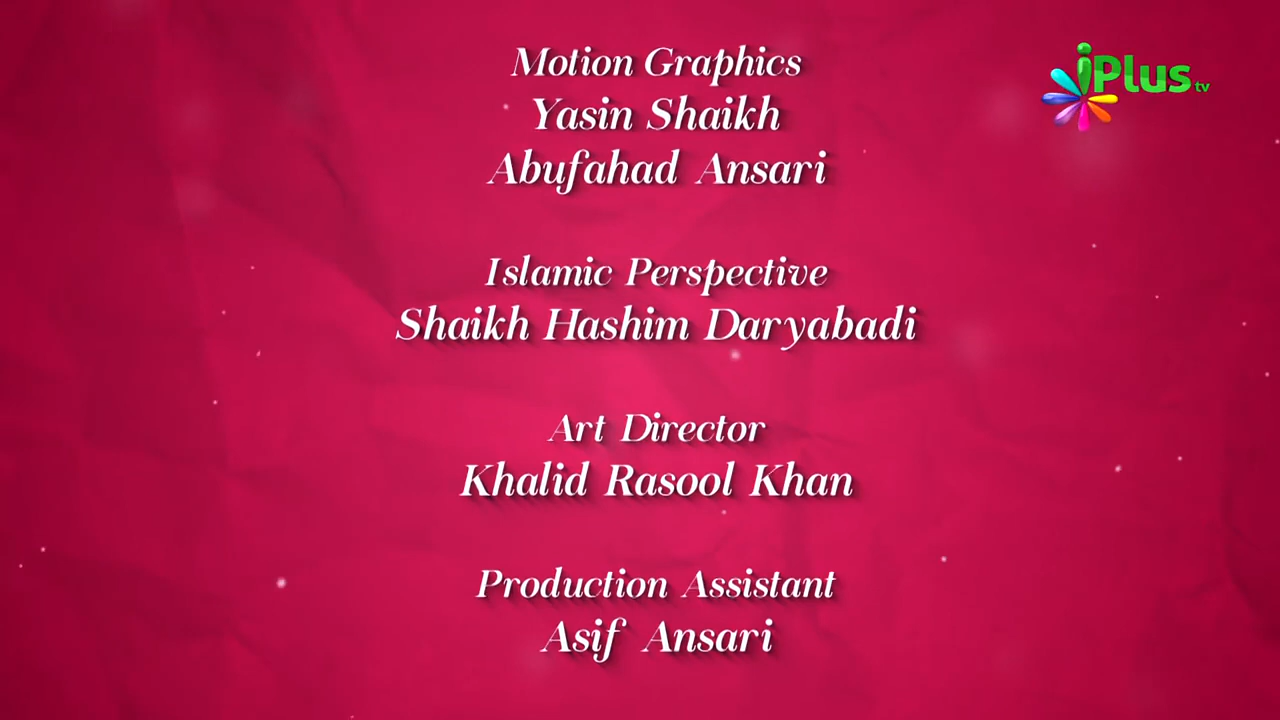 Motion Graphics
Yasin Shaikh
Abufahad Ansari
Islamic Perspective
Shaikh Hashim Daryabadi
Art Director
Khalid Rasool Khan
Production Assistant
Asif Ansari
iPlus tv